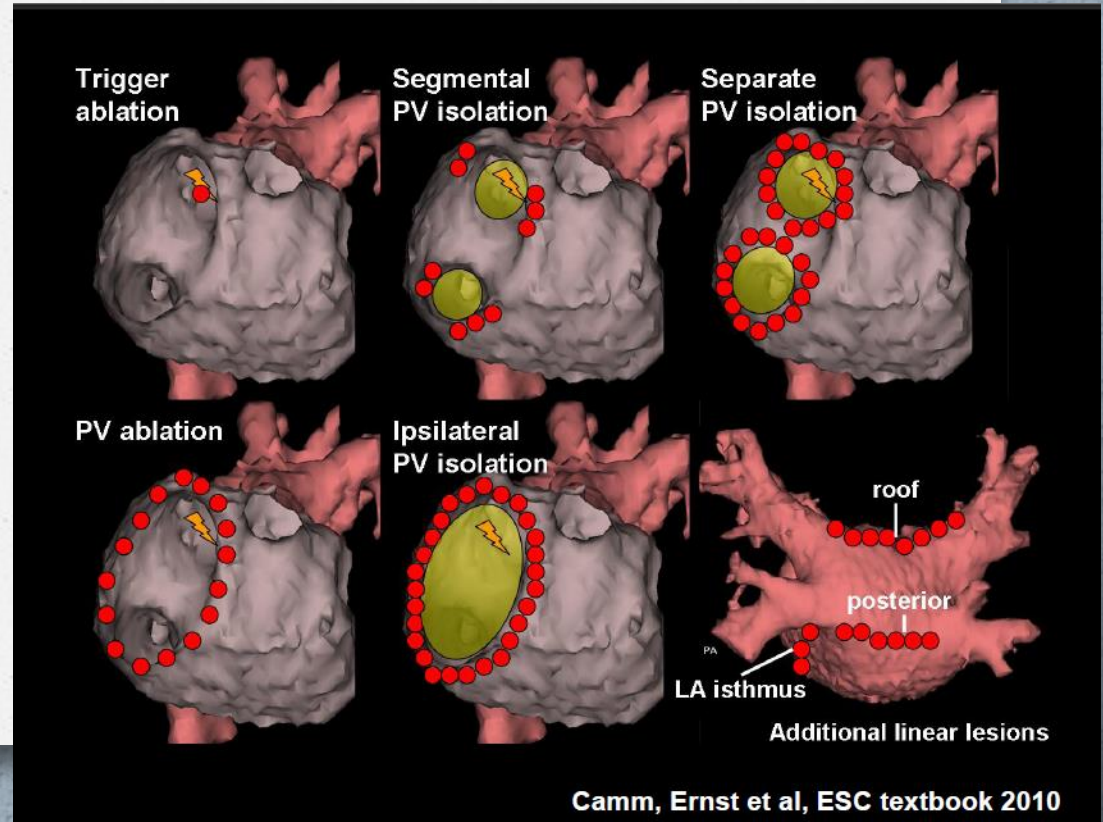 Trigger
ablation
Segmental
PV isolation
Separate
PV isolation
PV ablation
Ipsilateral
PV isolation
roof
posterior
PA
LA isthmus
Additional linear lesions
Camm, Ernst et al, ESC textbook 2010